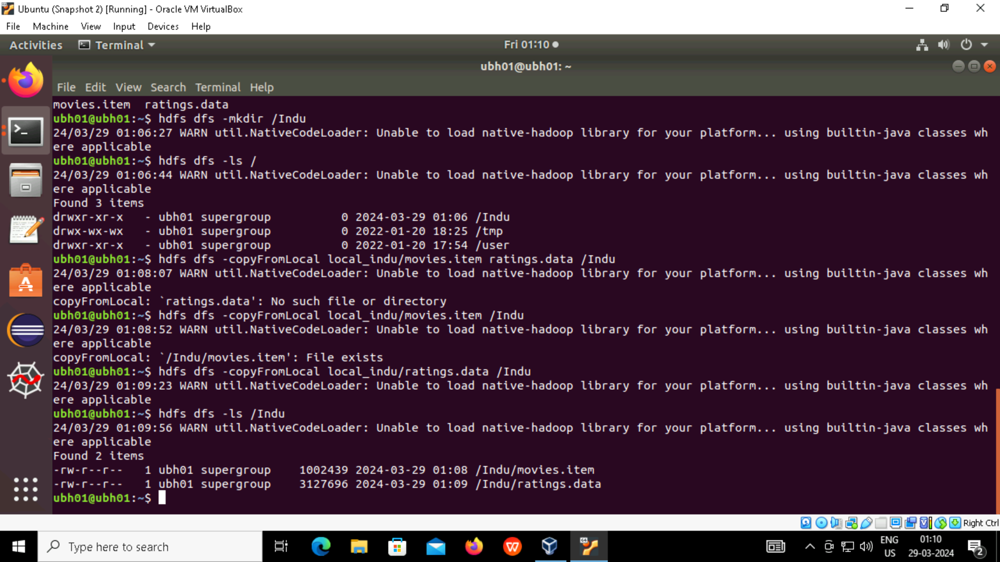 Ubuntu (Snapshot 2) [Running] - Oracle VM VirtualBox
File Machine View Input Devices Help
Activities Terminal Fri 01:10
ubh01@ubh01: ~
File Edit View Search Terminal Help
movies.item  ratings.data
ubh01@ubh01:~$ hdfs dfs -mkdir /Indu
24/03/29 01:06:27 WARN util.NativeCodeLoader: Unable to load native-hadoop library for your platform... using builtin-java classes wh
ere applicable
ubh01@ubh01:~$ hdfs dfs -ls /
24/03/29 01:06:44 WARN util.NativeCodeLoader: Unable to load native-hadoop library for your platform... using builtin-java classes wh
ere applicable
Found 3 items
drwxr-xr-x   - ubh01 supergroup          0 2024-03-29 01:06 /Indu
drwx-wx-wx   - ubh01 supergroup          0 2022-01-20 18:25 /tmp
drwxr-xr-x   - ubh01 supergroup          0 2022-01-20 17:54 /user
ubh01@ubh01:~$ hdfs dfs -copyFromLocal local_indu/movies.item ratings.data /Indu
24/03/29 01:08:07 WARN util.NativeCodeLoader: Unable to load native-hadoop library for your platform... using builtin-java classes wh
ere applicable
copyFromLocal: `ratings.data': No such file or directory
ubh01@ubh01:~$ hdfs dfs -copyFromLocal local_indu/movies.item /Indu
24/03/29 01:08:52 WARN util.NativeCodeLoader: Unable to load native-hadoop library for your platform... using builtin-java classes wh
ere applicable
copyFromLocal: `/Indu/movies.item': File exists
ubh01@ubh01:~$ hdfs dfs -copyFromLocal local_indu/ratings.data /Indu
24/03/29 01:09:23 WARN util.NativeCodeLoader: Unable to load native-hadoop library for your platform... using builtin-java classes wh
ere applicable
ubh01@ubh01:~$ hdfs dfs -ls /Indu
24/03/29 01:09:56 WARN util.NativeCodeLoader: Unable to load native-hadoop library for your platform... using builtin-java classes wh
ere applicable
Found 2 items
-rw-r--r--   1 ubh01 supergroup    1002439 2024-03-29 01:08 /Indu/movies.item
-rw-r--r--   1 ubh01 supergroup    3127696 2024-03-29 01:09 /Indu/ratings.data
ubh01@ubh01:~$
Right Ctrl
Type here to search
ENG 01:10
US 29-03-2024 2